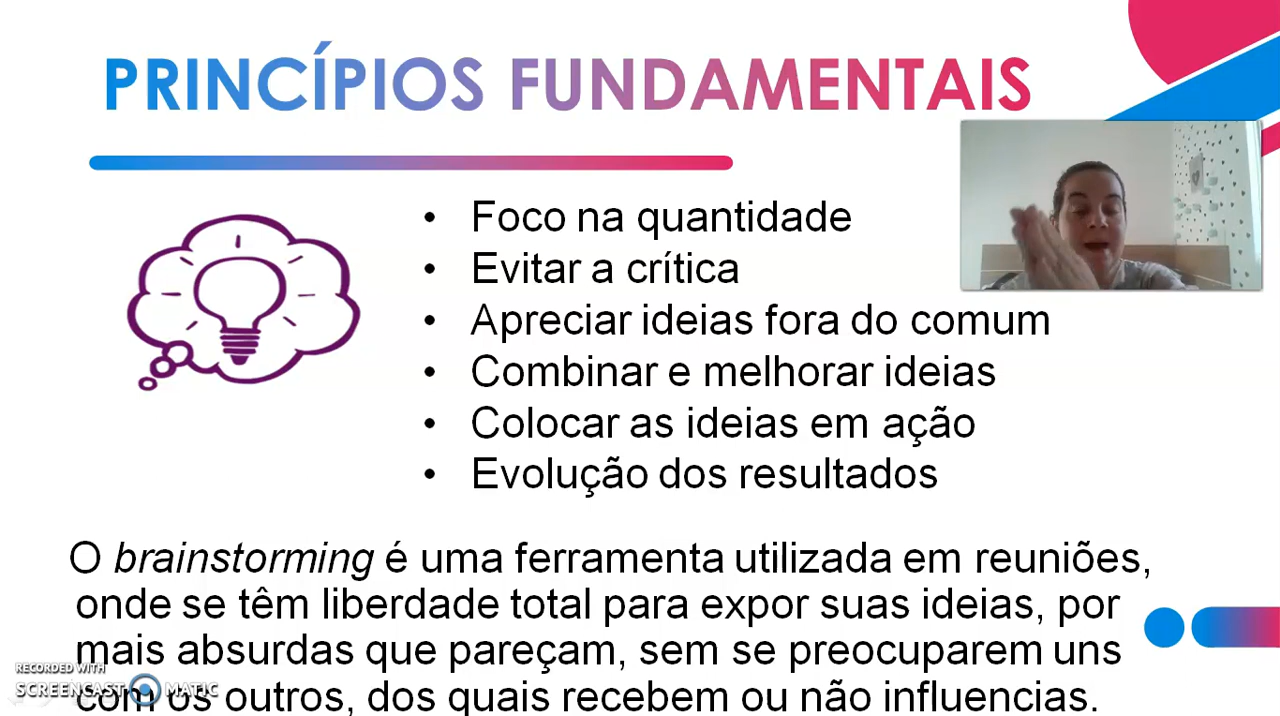 PRINCÍPIOS FUNDAMENTAIS
• Foco na quantidade
• Evitar a crítica
• Apreciar ideias fora do comum
• Combinar e melhorar ideias
• Colocar as ideias em ação
• Evolução dos resultados
O brainstorming é uma ferramenta utilizada em reuniões,
onde se têm liberdade total para expor suas ideias, por
mais absurdas que pareçam, sem se preocuparem uns
com os outros, dos quais recebem ou não influencias.
RECORDED WITH
SCREENCAST MATIC